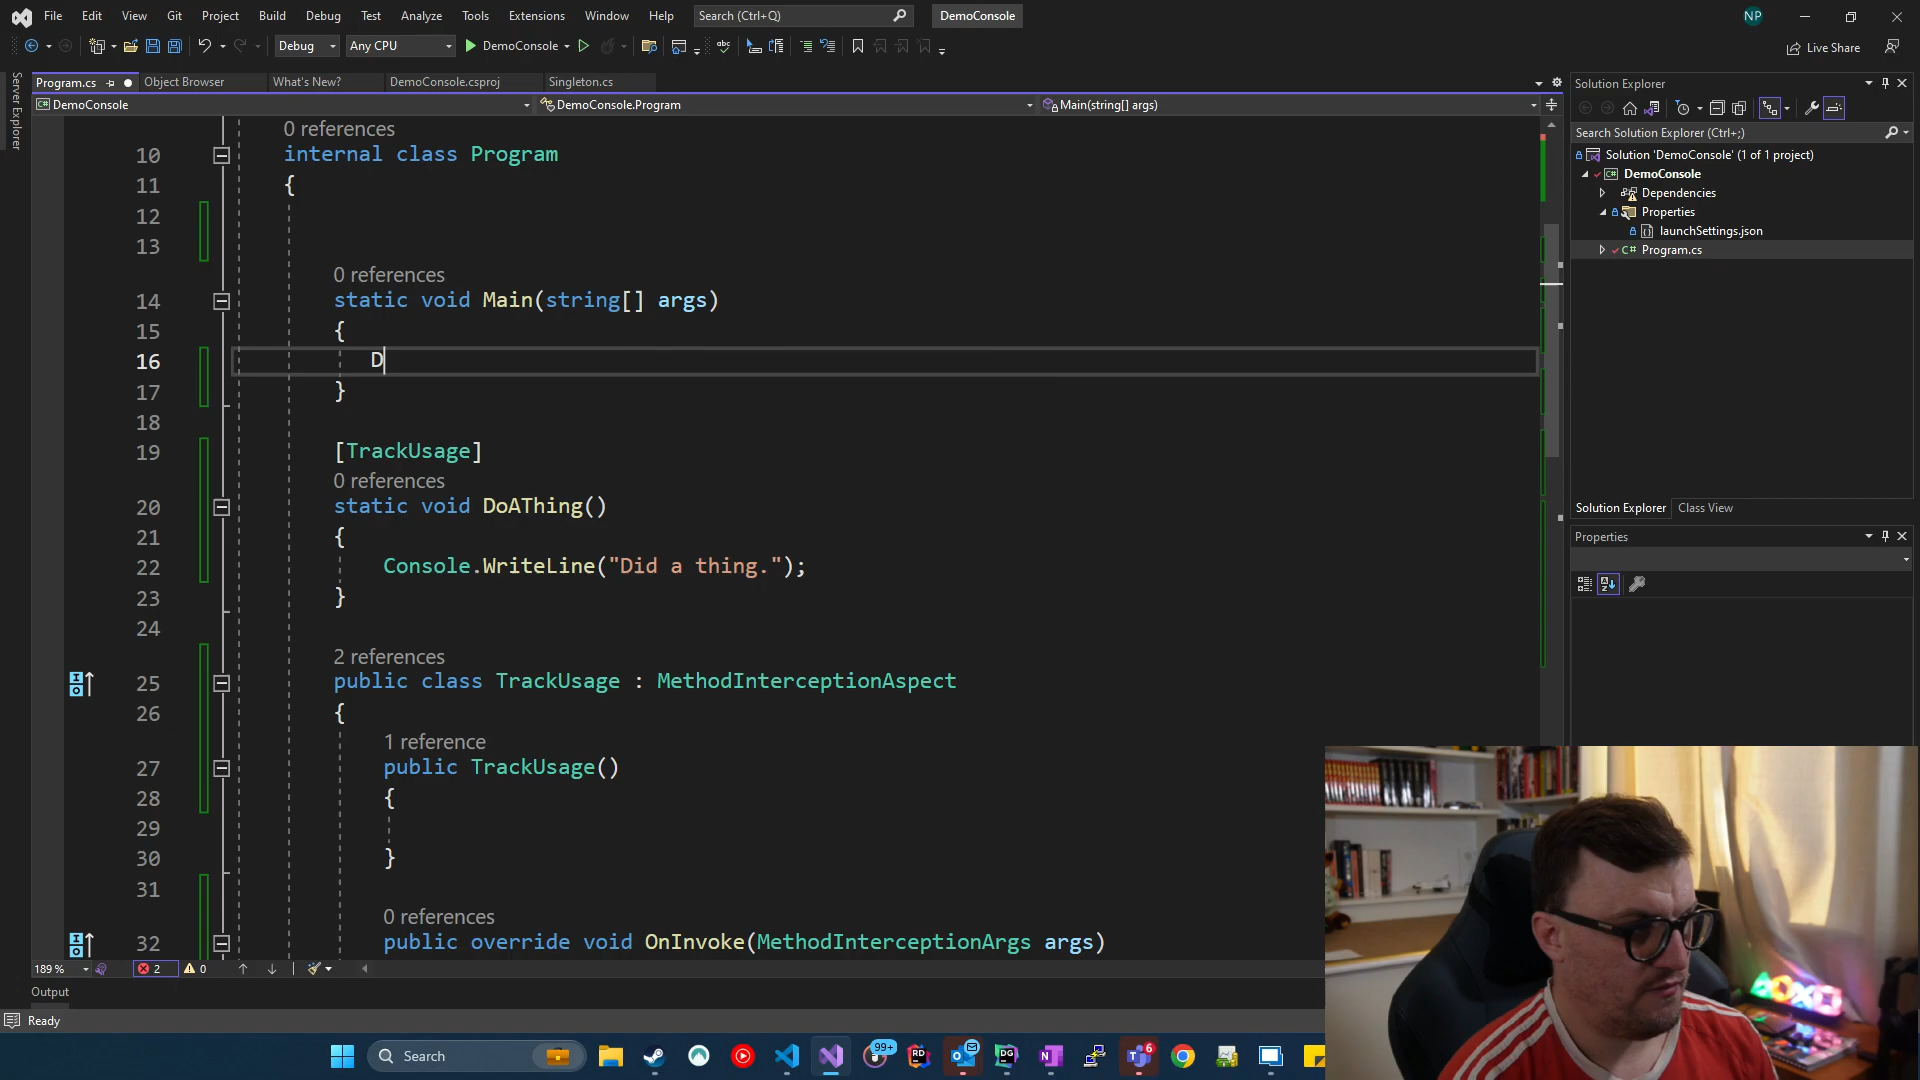 File Edit View Git Project Build Debug Test Analyze Tools Extensions Window Help Search (Ctrl+Q) DemoConsole NP
Debug Any CPU DemoConsole Live Share
Program.cs Object Browser What's New? DemoConsole.csproj Singleton.cs
DemoConsole DemoConsole.Program Main(string[] args)
Server Explorer
0 references
10 internal class Program
11 {
12
13
0 references
14 static void Main(string[] args)
15 {
16 D
17 }
18
19 [TrackUsage]
0 references
20 static void DoAThing()
21 {
22 Console.WriteLine("Did a thing.");
23 }
24
2 references
25 public class TrackUsage : MethodInterceptionAspect
26 {
1 reference
27 public TrackUsage()
28 {
29
30 }
31
0 references
32 public override void OnInvoke(MethodInterceptionArgs args)
189 % 2 0
Output
Ready
Solution Explorer
Search Solution Explorer (Ctrl+;)
Solution 'DemoConsole' (1 of 1 project)
DemoConsole
Dependencies
Properties
launchSettings.json
C# Program.cs
Solution Explorer Class View
Properties
Search 99+ RD DG 6